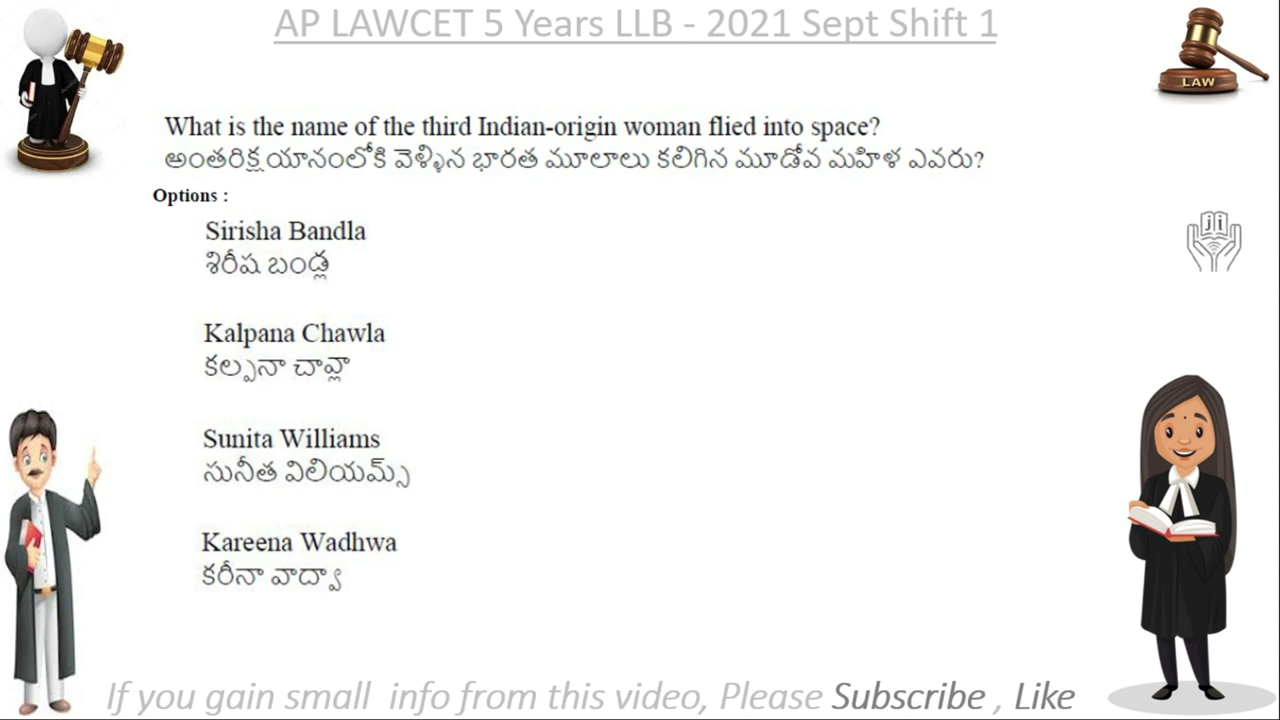 AP LAWCET 5 Years LLB - 2021 Sept Shift 1
LAW
What is the name of the third Indian-origin woman flied into space?
అంతరిక్షయానంలోకి వెళ్ళిన భారత మూలాలు కలిగిన మూడోవ మహిళ ఎవరు?
Options :
Sirisha Bandla
శిరీష బండ్ల
ji
Kalpana Chawla
కల్పనా చావ్లా
Sunita Williams
సునీత విలియమ్స్
Kareena Wadhwa
కరీనా వాద్వా
If you gain small info from this video, Please Subscribe , Like